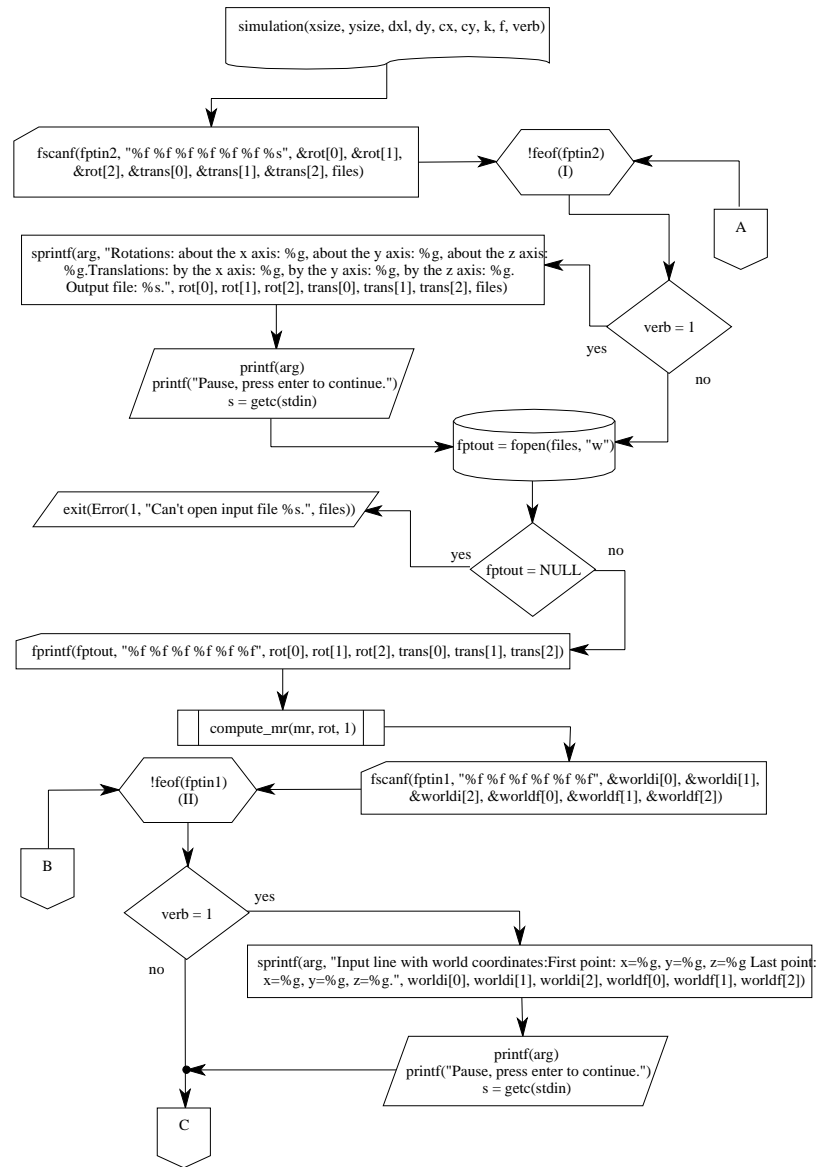 simulation(xsize, ysize, dxl, dy, cx, cy, k, f, verb)
fscanf(fptin2, "%f %f %f %f %f %f %s", &rot[0], &rot[1],
&rot[2], &trans[0], &trans[1], &trans[2], files)
!feof(fptin2)
(I)
A
sprintf(arg, "Rotations: about the x axis: %g, about the y axis: %g, about the z axis:
%g.Translations: by the x axis: %g, by the y axis: %g, by the z axis: %g.
Output file: %s.", rot[0], rot[1], rot[2], trans[0], trans[1], trans[2], files)
verb = 1
yes
no
printf(arg)
printf("Pause, press enter to continue.")
s = getc(stdin)
fptout = fopen(files, "w")
exit(Error(1, "Can't open input file %s.", files))
yes
no
fptout = NULL
fprintf(fptout, "%f %f %f %f %f %f", rot[0], rot[1], rot[2], trans[0], trans[1], trans[2])
compute_mr(mr, rot, 1)
!feof(fptin1)
(II)
fscanf(fptin1, "%f %f %f %f %f %f", &worldi[0], &worldi[1],
&worldi[2], &worldf[0], &worldf[1], &worldf[2])
B
verb = 1
yes
no
sprintf(arg, "Input line with world coordinates:First point: x=%g, y=%g, z=%g Last point:
x=%g, y=%g, z=%g.", worldi[0], worldi[1], worldi[2], worldf[0], worldf[1], worldf[2])
printf(arg)
printf("Pause, press enter to continue.")
s = getc(stdin)
C